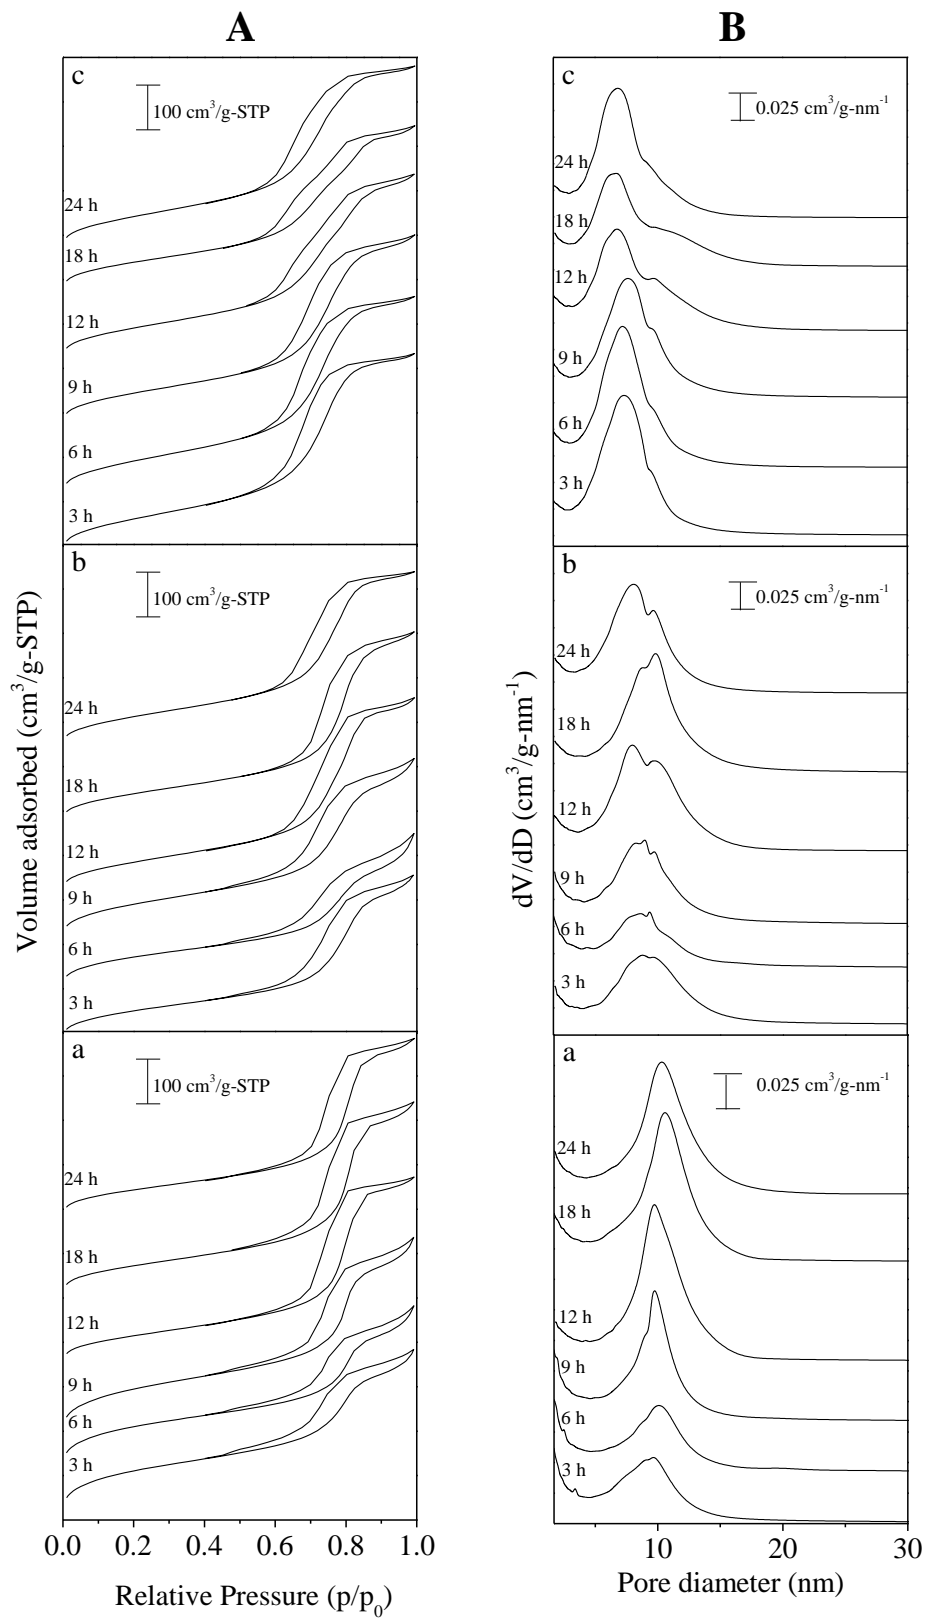 A
B
c
100 cm³/g-STP
24 h
18 h
12 h
9 h
6 h
3 h
b
100 cm³/g-STP
24 h
18 h
12 h
9 h
6 h
3 h
a
100 cm³/g-STP
24 h
18 h
12 h
9 h
6 h
3 h
Volume adsorbed (cm³/g-STP)
0.0 0.2 0.4 0.6 0.8 1.0
Relative Pressure (p/p₀)
c
0.025 cm³/g-nm⁻¹
24 h
18 h
12 h
9 h
6 h
3 h
b
0.025 cm³/g-nm⁻¹
24 h
18 h
12 h
9 h
6 h
3 h
a
0.025 cm³/g-nm⁻¹
24 h
18 h
12 h
9 h
6 h
3 h
dV/dD (cm³/g-nm⁻¹)
10 20 30
Pore diameter (nm)